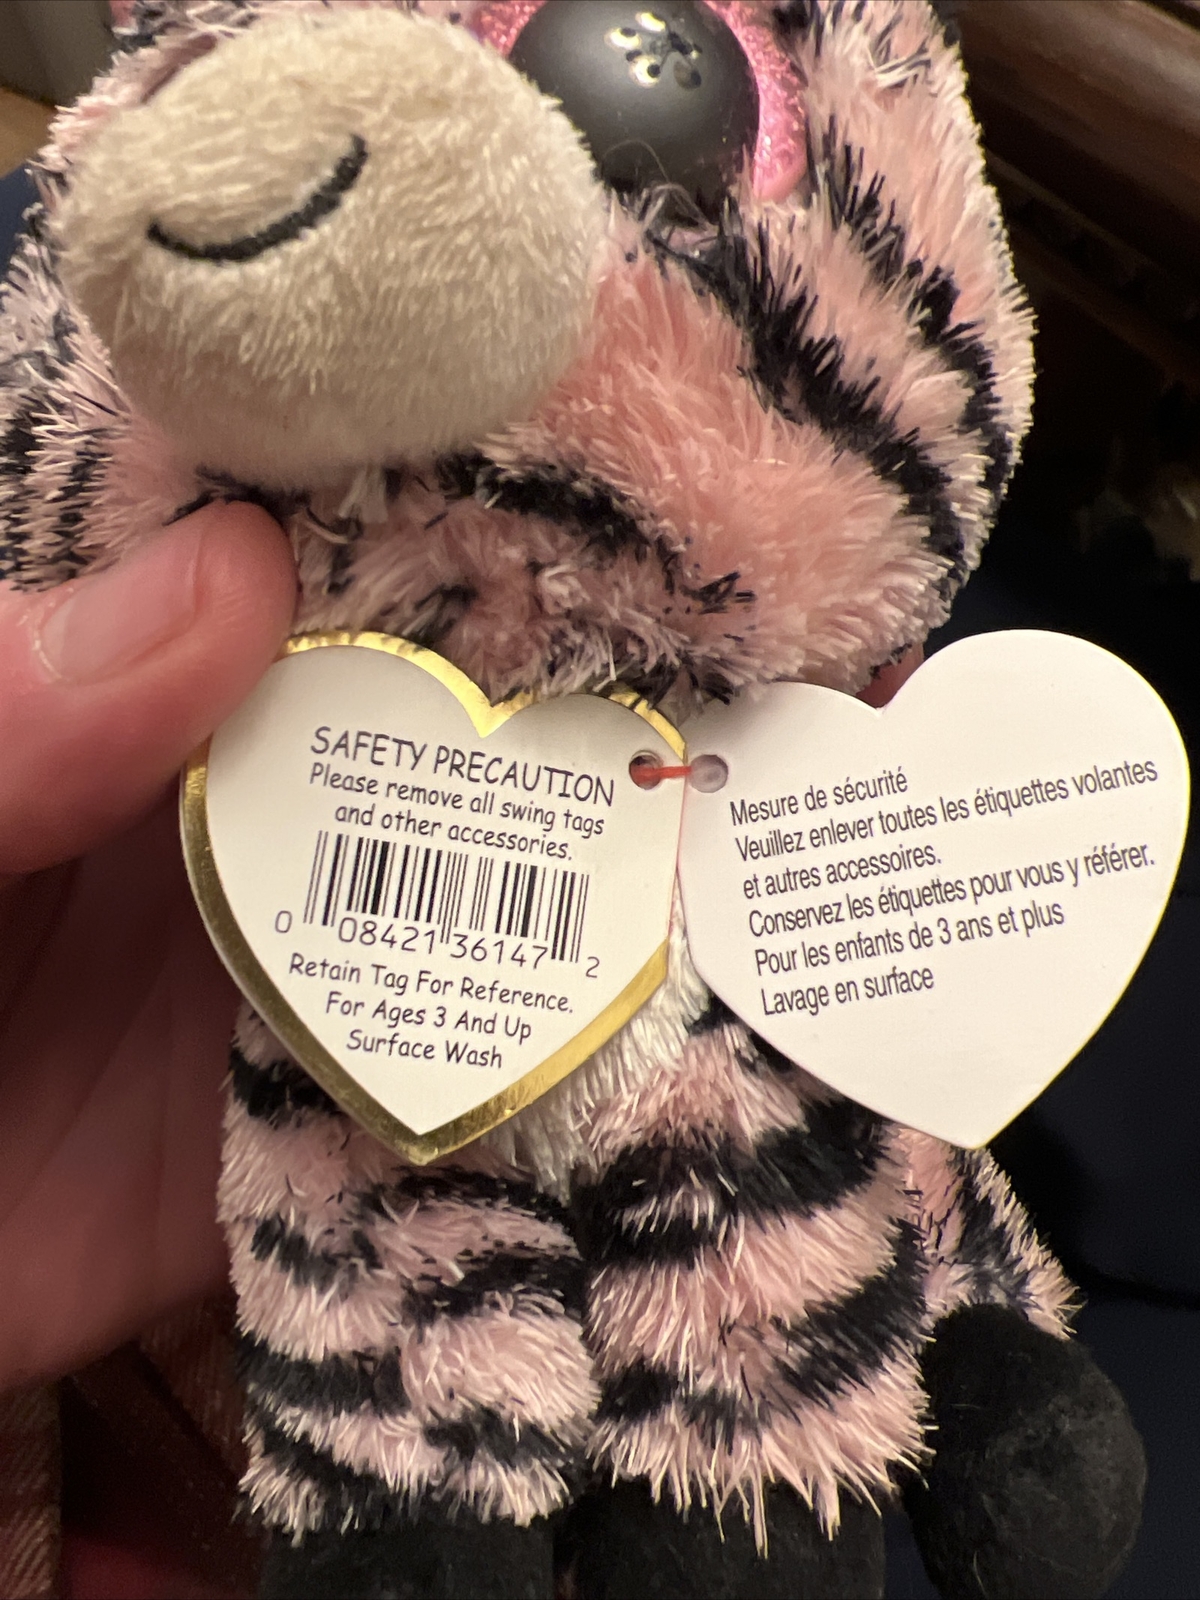 SAFETY PRECAUTION
Please remove all swing tags
and other accessories.
0 08421 36147 2
Retain Tag For Reference.
For Ages 3 And Up
Surface Wash
Mesure de sécurité
Veuillez enlever toutes les étiquettes volantes
et autres accessoires.
Conservez les étiquettes pour vous y référer.
Pour les enfants de 3 ans et plus
Lavage en surface